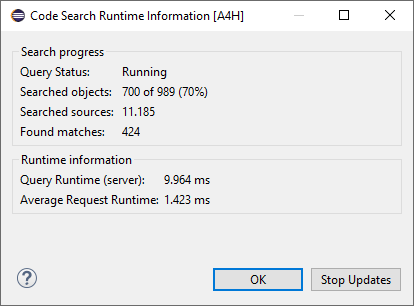 Code Search Runtime Information [A4H]
Search progress
Query Status: Running
Searched objects: 700 of 989 (70%)
Searched sources: 11.185
Found matches: 424
Runtime information
Query Runtime (server): 9.964 ms
Average Request Runtime: 1.423 ms
?
OK
Stop Updates